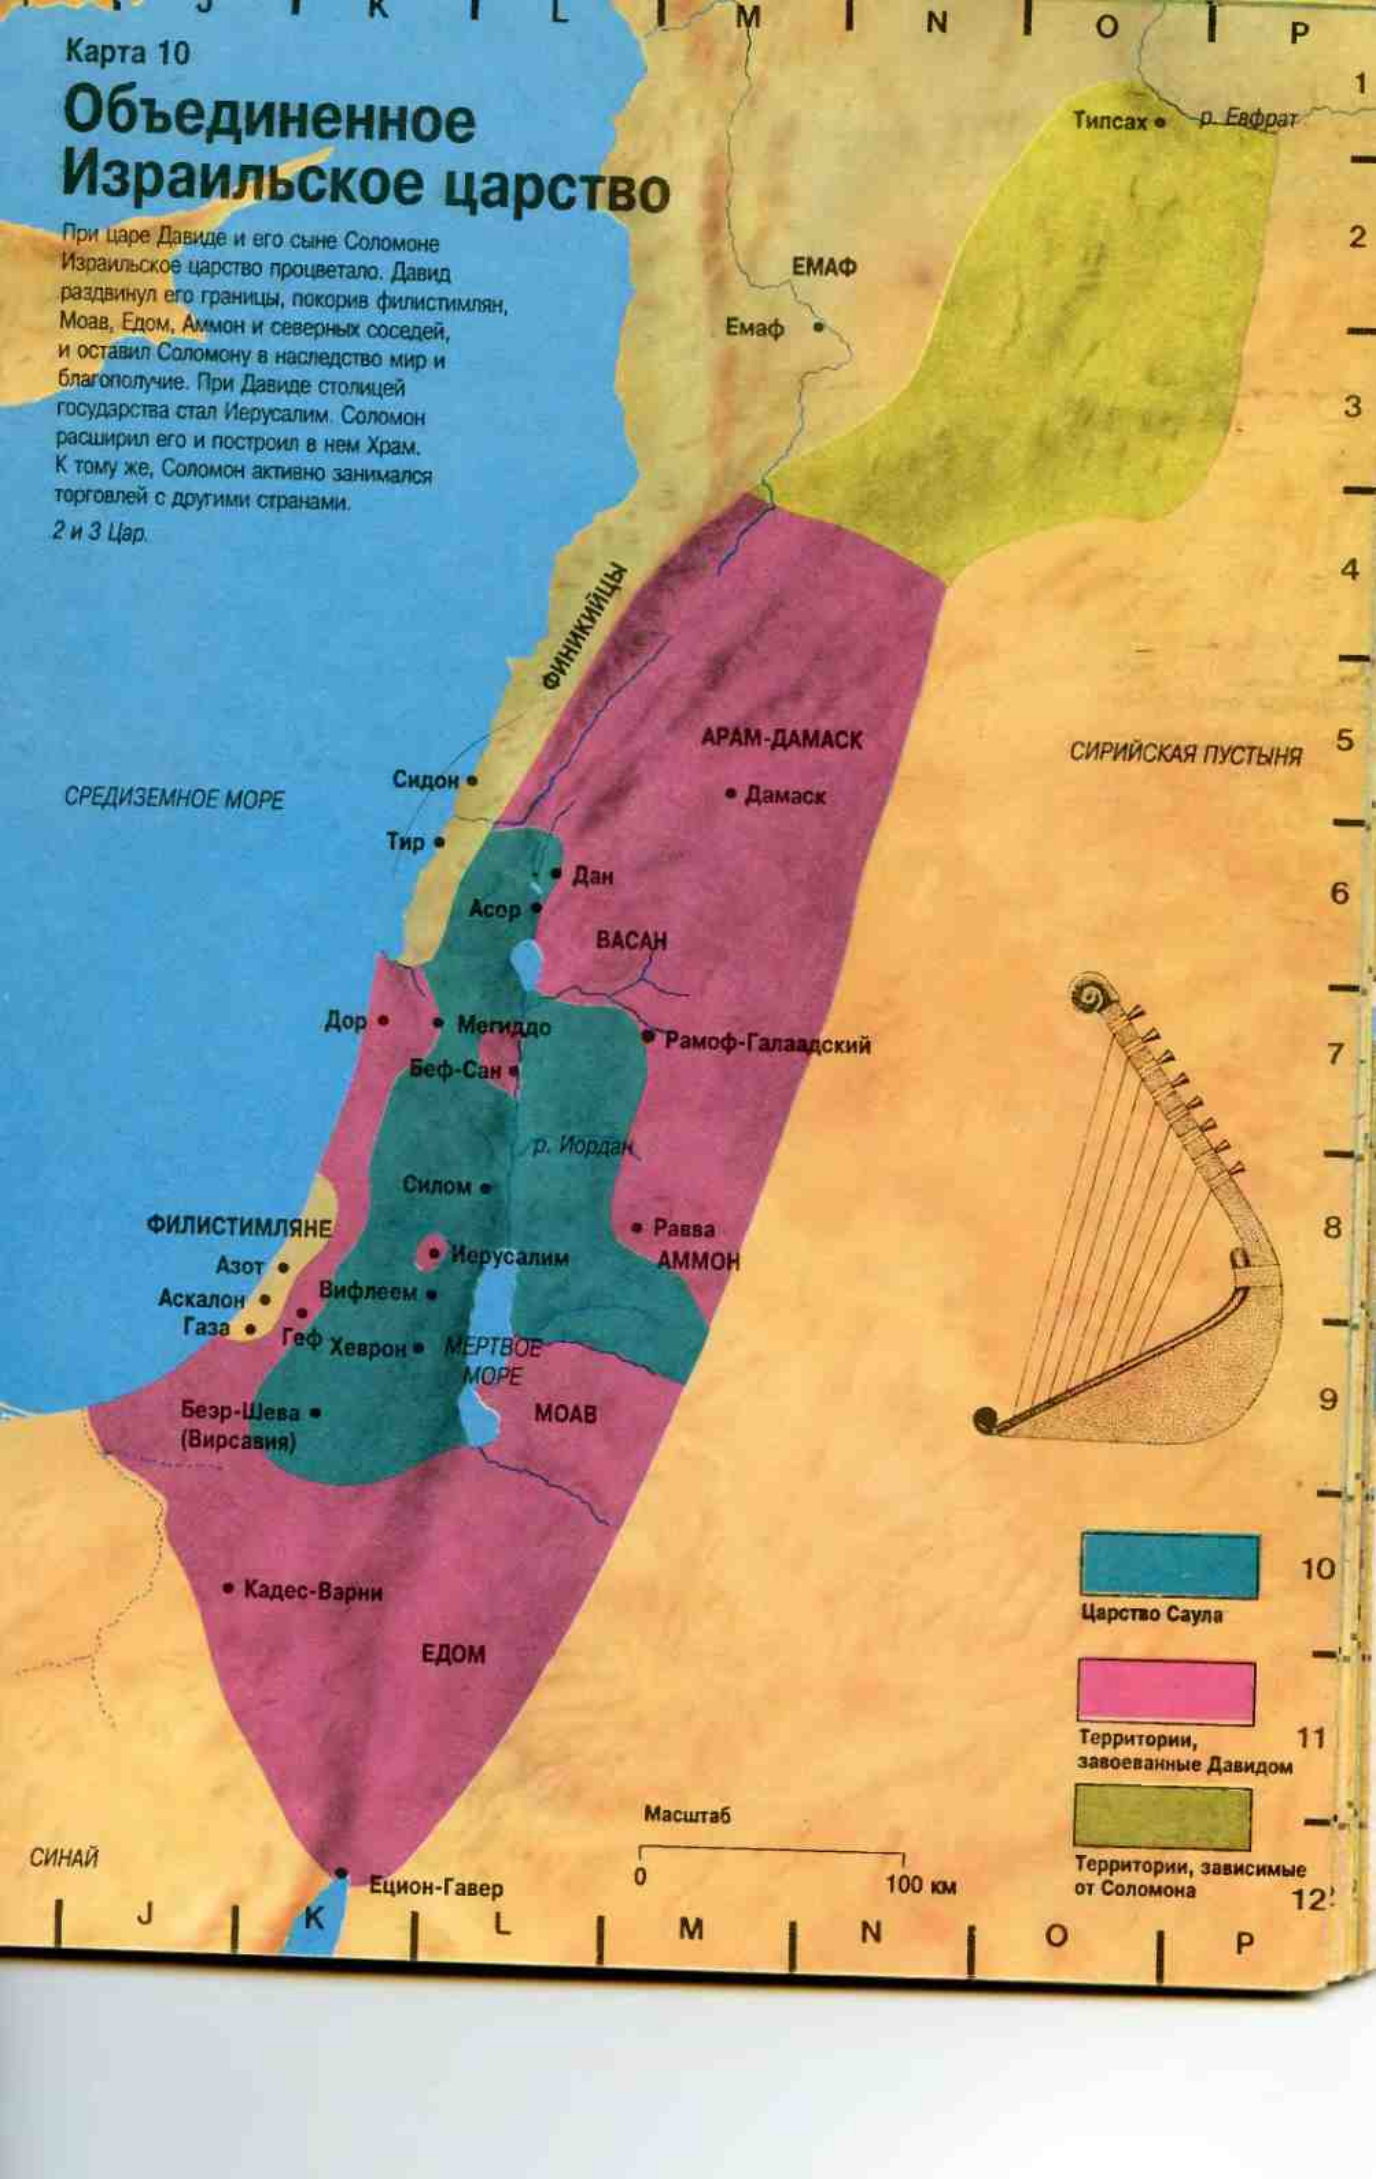 J K L M N O P
Карта 10
Объединенное
Израильское царство
При царе Давиде и его сыне Соломоне
Израильское царство процветало. Давид
раздвинул его границы, покорив филистимлян,
Моав, Едом, Аммон и северных соседей,
и оставил Соломону в наследство мир и
благополучие. При Давиде столицей
государства стал Иерусалим. Соломон
расширил его и построил в нем Храм.
К тому же, Соломон активно занимался
торговлей с другими странами.
2 и 3 Цар.
1
Типсах
р. Евфрат
2
ЕМАФ
Емаф
3
4
ФИНИКИЙЦЫ
АРАМ-ДАМАСК
СИРИЙСКАЯ ПУСТЫНЯ
5
Сидон
СРЕДИЗЕМНОЕ МОРЕ
Дамаск
Тир
Дан
6
Асор
ВАСАН
Дор
Мегиддо
Рамоф-Галаадский
7
Беф-Сан
р. Иордан
Силом
ФИЛИСТИМЛЯНЕ
Равва
8
Иерусалим
АММОН
Азот
Аскалон
Вифлеем
Газа
Геф
Хеврон
МЕРТВОЕ
МОРЕ
9
Беэр-Шева
(Вирсавия)
МОАВ
10
Кадес-Варни
Царство Саула
ЕДОМ
11
Территории,
завоеванные Давидом
Масштаб
0
100 км
СИНАЙ
Территории, зависимые
от Соломона
Ецион-Гавер
12
J K L M N O P